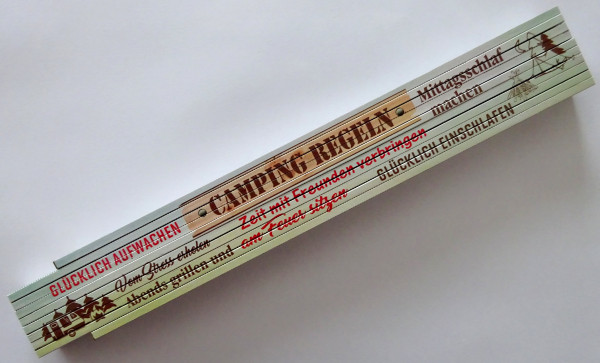 CAMPING REGELN
GLÜCKLICH AUFWACHEN
Vom Stress erholen
Zeit mit Freunden verbringen
Mittagsschlaf
machen
Abends grillen und
am Feuer sitzen
GLÜCKLICH EINSCHLAFEN